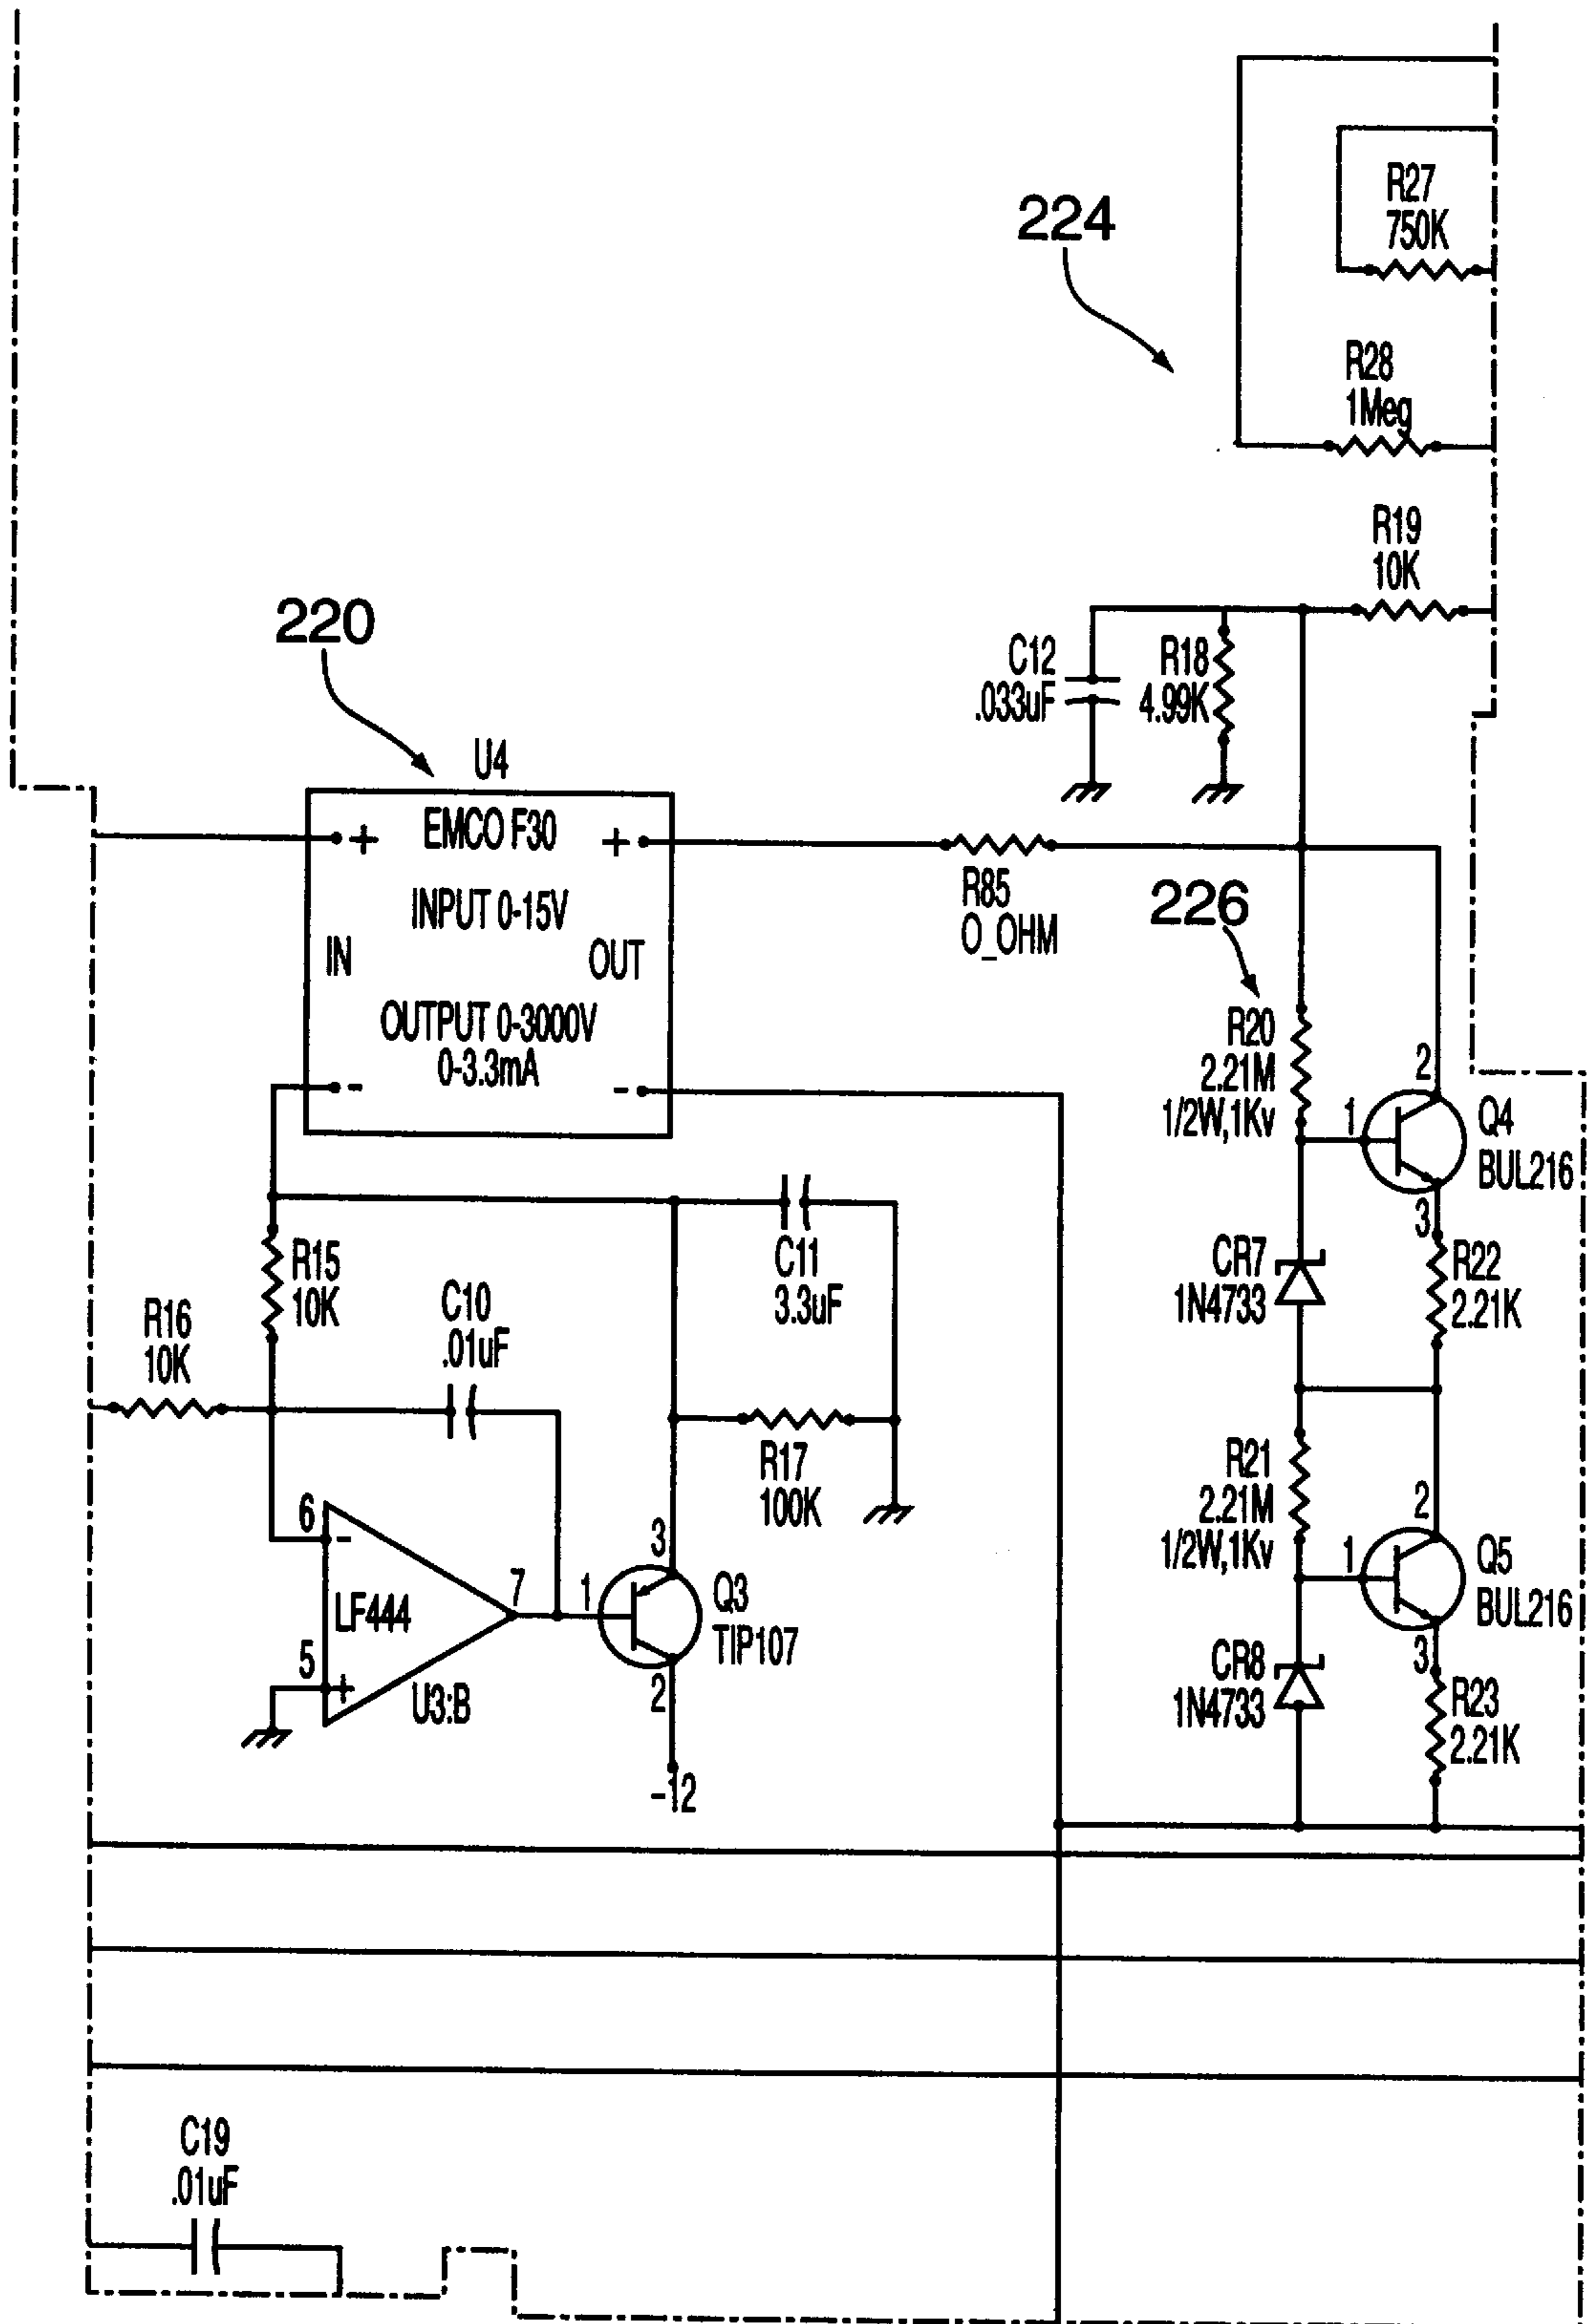 R27
750K
224
R28
1Meg
R19
10K
220
C12
.033uF
R18
4.99K
U4
+ EMCO F30 +
INPUT 0-15V
IN
OUT
OUTPUT 0-3000V
0-3.3mA
-
-
R85
O_OHM
226
R20
2.21M
1/2W,1Kv
2
1
Q4
BUL216
3
CR7
1N4733
R22
2.21K
R15
10K
C11
3.3uF
R16
10K
C10
.01uF
R17
100K
R21
2.21M
1/2W,1Kv
2
1
Q5
BUL216
3
CR8
1N4733
R23
2.21K
6
-
LF444
7
5
+
U3:B
3
1
Q3
TIP107
2
-12
C19
.01uF